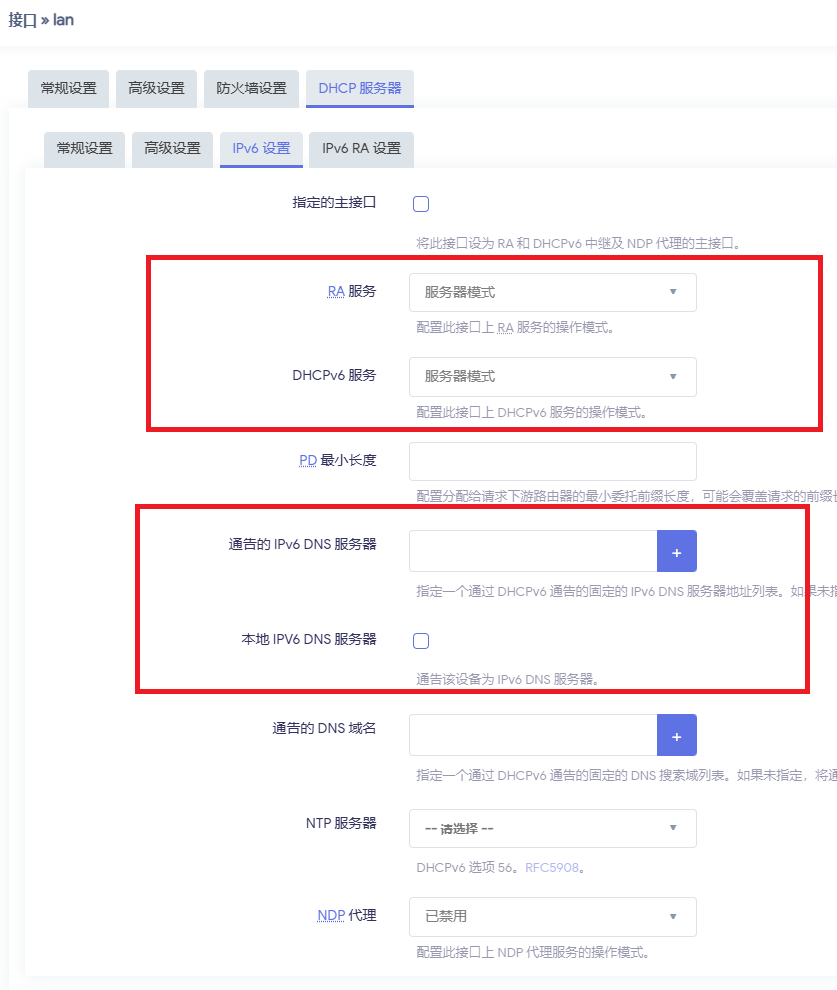 接口 » lan
常规设置 高级设置 防火墙设置 DHCP 服务器
常规设置 高级设置 IPv6 设置 IPv6 RA 设置
指定的主接口
将此接口设为 RA 和 DHCPv6 中继及 NDP 代理的主接口。
RA 服务 服务器模式
配置此接口上 RA 服务的操作模式。
DHCPv6 服务 服务器模式
配置此接口上 DHCPv6 服务的操作模式。
PD 最小长度
配置分配给请求下游路由器的最小委托前缀长度，可能会覆盖请求的前缀
通告的 IPv6 DNS 服务器 +
指定一个通过 DHCPv6 通告的固定的 IPv6 DNS 服务器地址列表。如果未指
本地 IPV6 DNS 服务器
通告该设备为 IPv6 DNS 服务器。
通告的 DNS 域名 +
指定一个通过 DHCPv6 通告的固定的 DNS 搜索域列表。如果未指定，将通
NTP 服务器 -- 请选择 --
DHCPv6 选项 56。RFC5908。
NDP 代理 已禁用
配置此接口上 NDP 代理服务的操作模式。